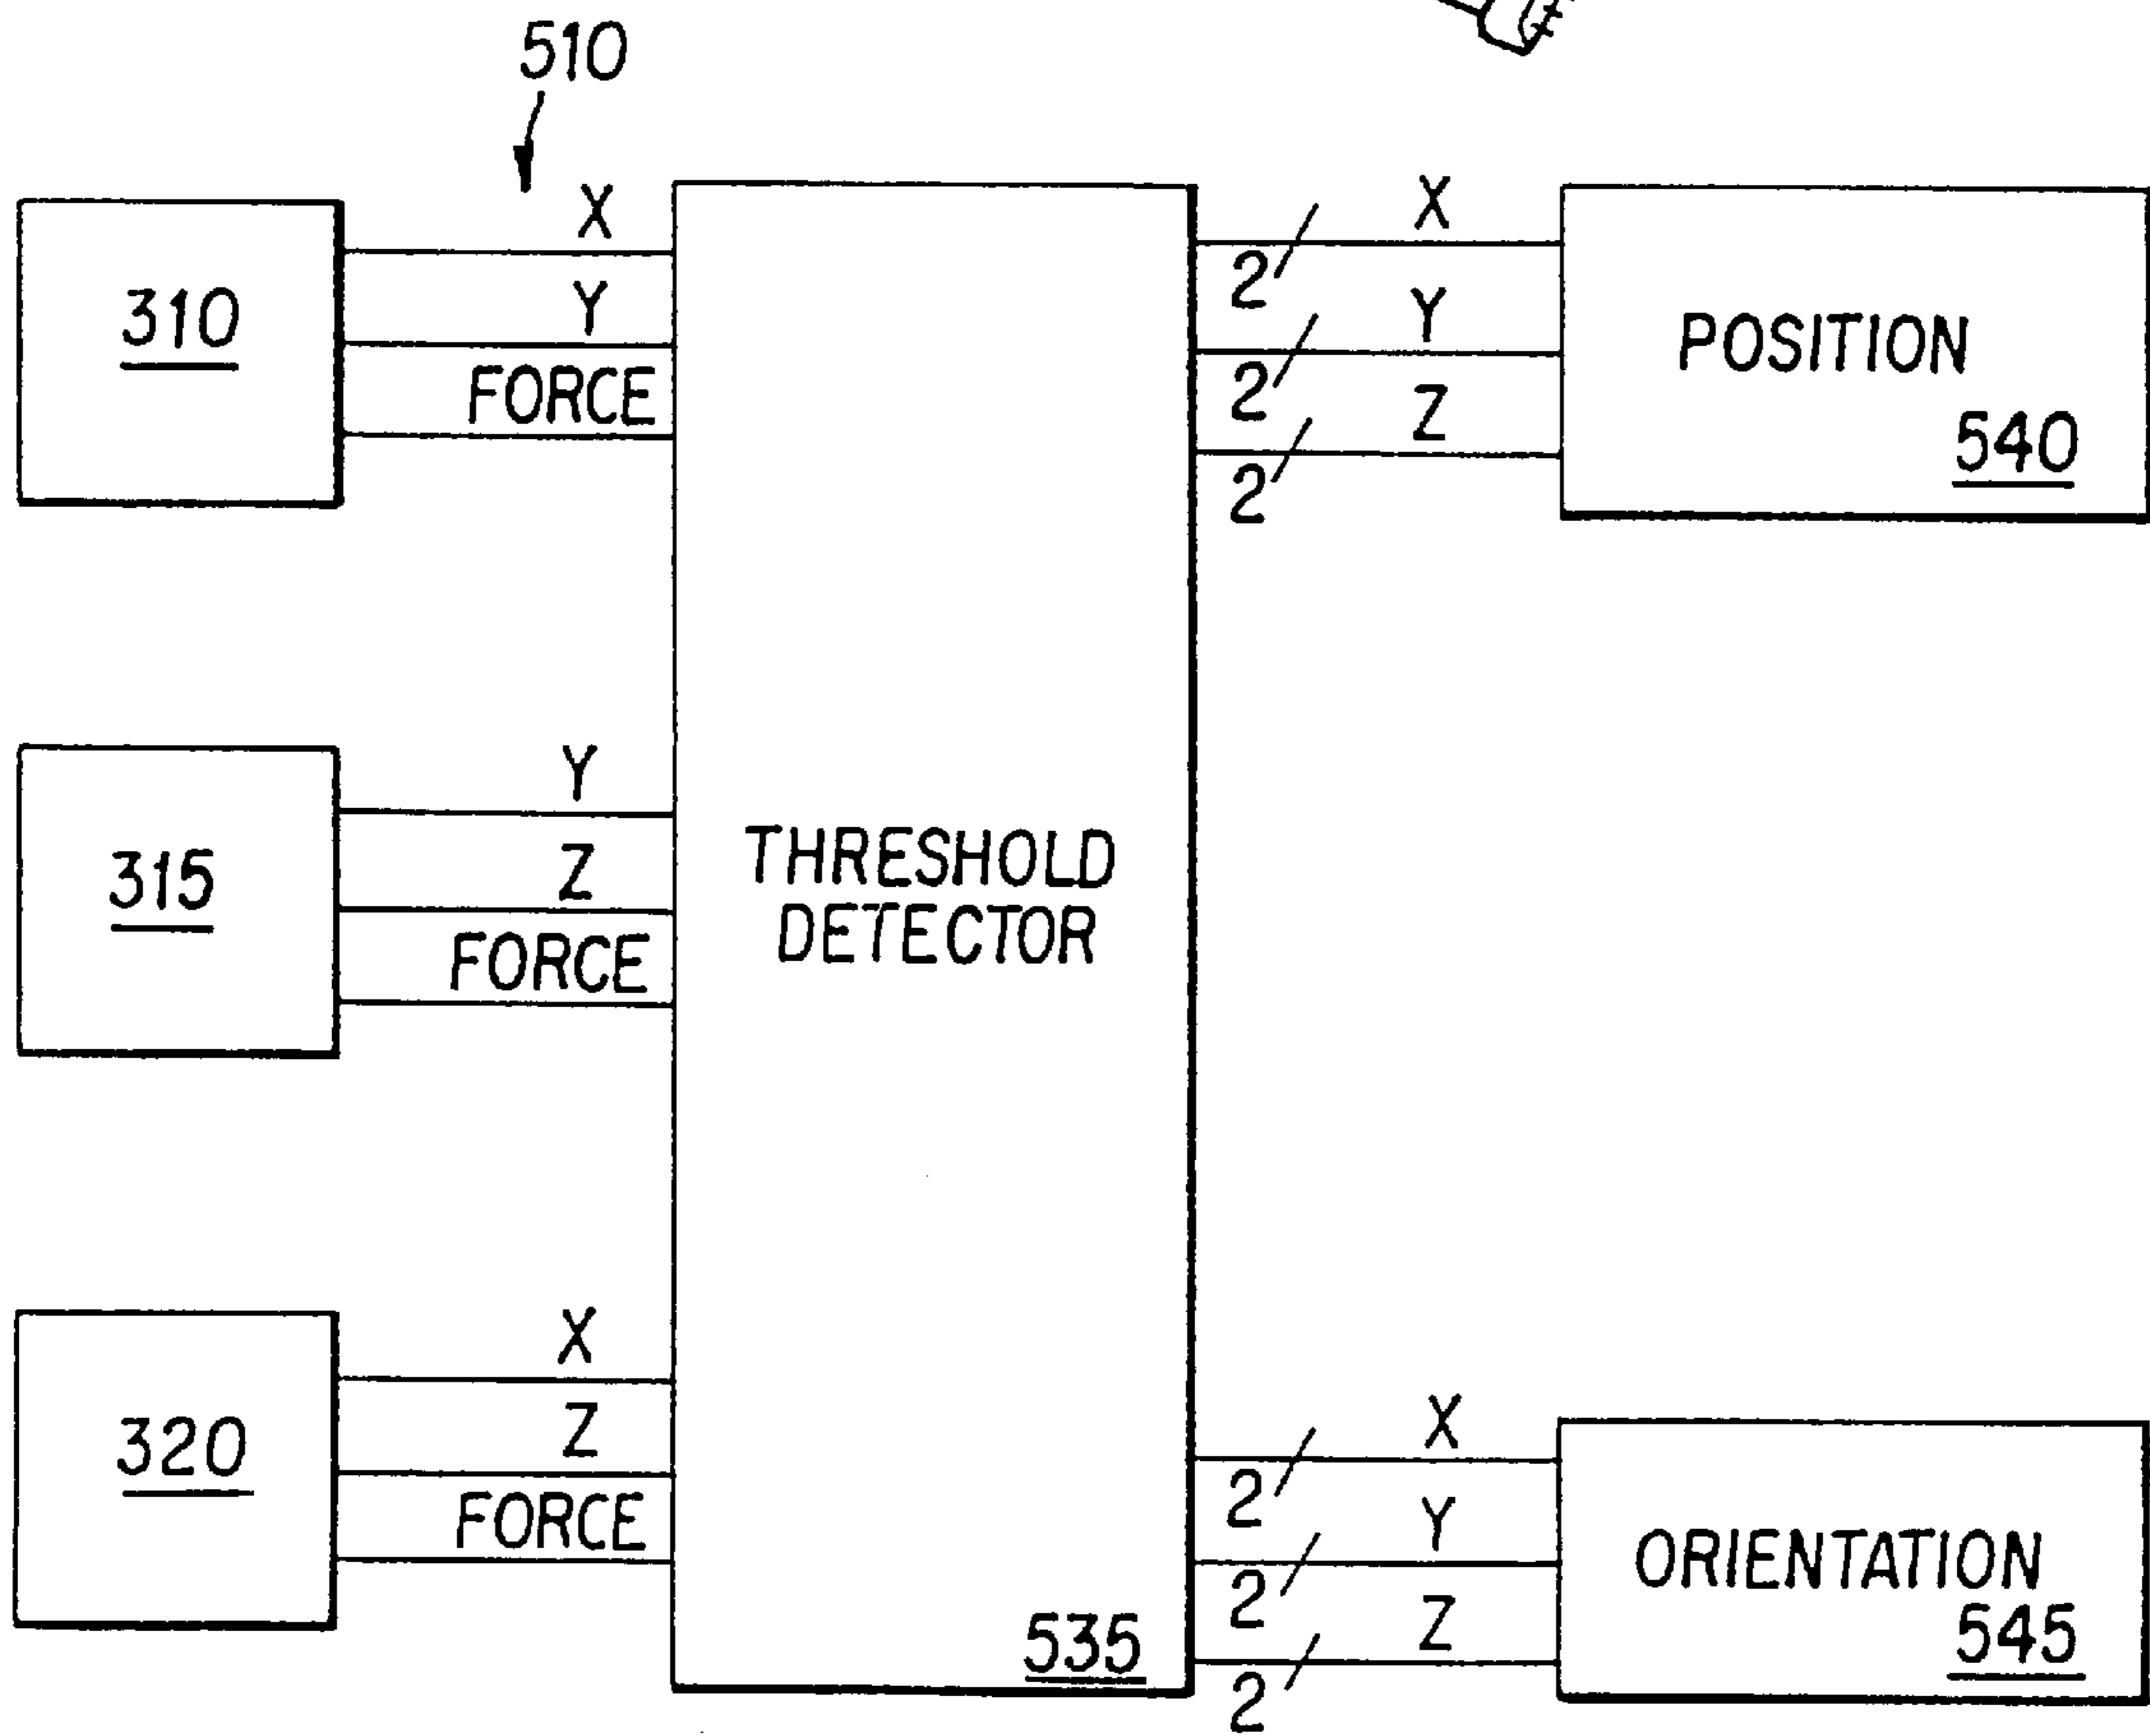 510
X
Y
FORCE
310
X
2
Y
2
Z
2
POSITION
540
Y
Z
FORCE
315
THRESHOLD
DETECTOR
535
X
Z
FORCE
320
X
2
Y
2
Z
2
ORIENTATION
545